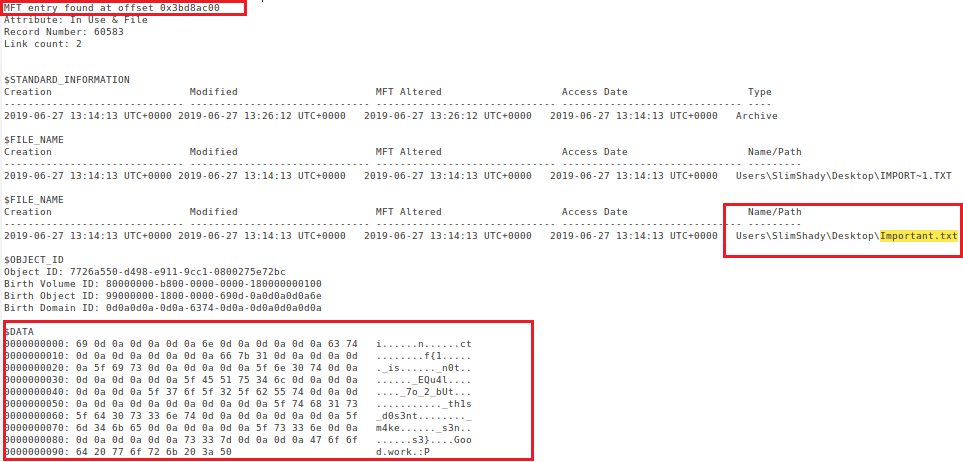 MFT entry found at offset 0x3bd8ac00
Attribute: In Use & File
Record Number: 60583
Link count: 2
$STANDARD_INFORMATION
Creation Modified MFT Altered Access Date Type
------------------------------ ------------------------------ ------------------------------ ------------------------------ ----
2019-06-27 13:14:13 UTC+0000 2019-06-27 13:26:12 UTC+0000 2019-06-27 13:26:12 UTC+0000 2019-06-27 13:14:13 UTC+0000 Archive
$FILE_NAME
Creation Modified MFT Altered Access Date Name/Path
------------------------------ ------------------------------ ------------------------------ ------------------------------ ---------
2019-06-27 13:14:13 UTC+0000 2019-06-27 13:14:13 UTC+0000 2019-06-27 13:14:13 UTC+0000 2019-06-27 13:14:13 UTC+0000 Users\SlimShady\Desktop\IMPORT~1.TXT
$FILE_NAME
Creation Modified MFT Altered Access Date Name/Path
------------------------------ ------------------------------ ------------------------------ ------------------------------ ---------
2019-06-27 13:14:13 UTC+0000 2019-06-27 13:14:13 UTC+0000 2019-06-27 13:14:13 UTC+0000 2019-06-27 13:14:13 UTC+0000 Users\SlimShady\Desktop\Important.txt
$OBJECT_ID
Object ID: 7726a550-d498-e911-9cc1-0800275e72bc
Birth Volume ID: 80000000-b800-0000-0000-180000000100
Birth Object ID: 99000000-1800-0000-690d-0a0d0a0d0a6e
Birth Domain ID: 0d0a0d0a-0d0a-6374-0d0a-0d0a0d0a0d0a
$DATA
0000000000: 69 0d 0a 0d 0a 0d 0a 6e 0d 0a 0d 0a 0d 0a 63 74 i......n......ct
0000000010: 0d 0a 0d 0a 0d 0a 0d 0a 66 7b 31 0d 0a 0d 0a 0d ........f{1.....
0000000020: 0a 5f 69 73 0d 0a 0d 0a 0d 0a 5f 6e 30 74 0d 0a ._is......_n0t..
0000000030: 0d 0a 0d 0a 0d 0a 5f 45 51 75 34 6c 0d 0a 0d 0a ......_EQu4l....
0000000040: 0d 0a 0d 0a 5f 37 6f 5f 32 5f 62 55 74 0d 0a 0d ...._7o_2_bUt...
0000000050: 0a 0d 0a 0d 0a 0d 0a 0d 0a 0d 0a 5f 74 68 31 73 ..........._th1s
0000000060: 5f 64 30 73 33 6e 74 0d 0a 0d 0a 0d 0a 0d 0a 5f _d0s3nt........_
0000000070: 6d 34 6b 65 0d 0a 0d 0a 0d 0a 5f 73 33 6e 0d 0a m4ke......_s3n..
0000000080: 0d 0a 0d 0a 0d 0a 73 33 7d 0d 0a 0d 0a 47 6f 6f ......s3}....Goo
0000000090: 64 20 77 6f 72 6b 20 3a 50 d.work.:P